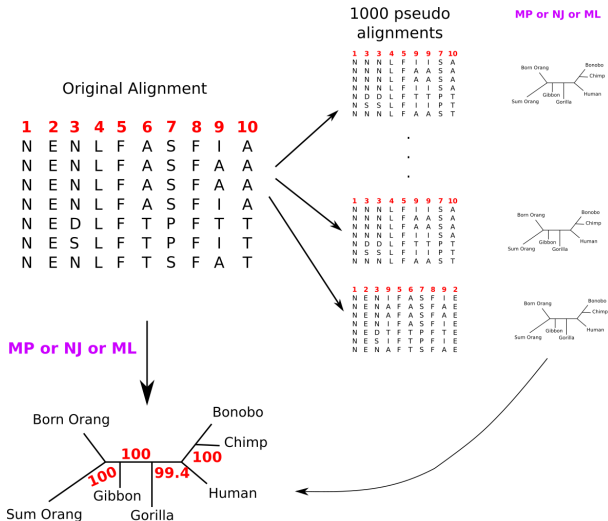 1000 pseudo
alignments
MP or NJ or ML
Original Alignment
1 2 3 4 5 6 7 8 9 10
N E N L F A S F I A
N E N L F A S F A A
N E N L F A S F A A
N E N L F A S F I A
N E D L F T P F T T
N E S L F T P F I T
N E N L F T S F A T
1 3 3 4 5 9 9 7 10
N N N L F I I S A
N N N L F A A S A
N N N L F A A S A
N N N L F I I S A
N D D L F T T P T
N S S L F I I P T
N N N L F A A S T
Bonobo
Born Orang
Chimp
Gibbon
Human
Sum Orang
Gorilla
1 3 3 4 5 9 9 7 10
N N N L F I I S A
N N N L F A A S A
N N N L F A A S A
N N N L F I I S A
N D D L F T T P T
N S S L F I I P T
N N N L F A A S T
Bonobo
Born Orang
Chimp
Gibbon
Human
Sum Orang
Gorilla
1 2 3 9 5 6 7 8 9 2
N E N I F A S F I E
N E N A F A S F A E
N E N A F A S F A E
N E N I F A S F I E
N E D T F T P F T E
N E S I F T P F I E
N E N A F T S F A E
Bonobo
Born Orang
Chimp
Gibbon
Human
Sum Orang
Gorilla
MP or NJ or ML
Bonobo
Born Orang
Chimp
100
100
100
99.4
Gibbon
Human
Sum Orang
Gorilla